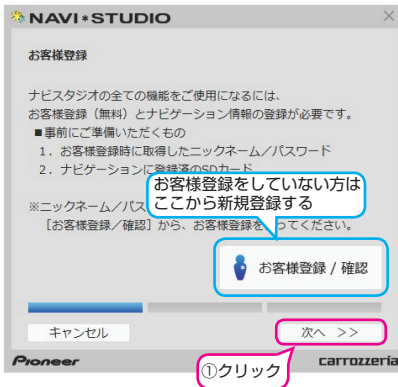 NAVI*STUDIO
お客様登録
ナビスタジオの全ての機能をご使用になるには、
お客様登録（無料）とナビゲーション情報の登録が必要です。
■事前にご準備いただくもの
1．お客様登録時に取得したニックネーム／パスワード
2．ナビゲーションに登録済のSDカード
お客様登録をしていない方は
ここから新規登録する
※ニックネーム／パス
［お客様登録／確認］から、お客様登録を ってください。
お客様登録 / 確認
キャンセル
次へ >>
Pioneer
①クリック
carrozzeria